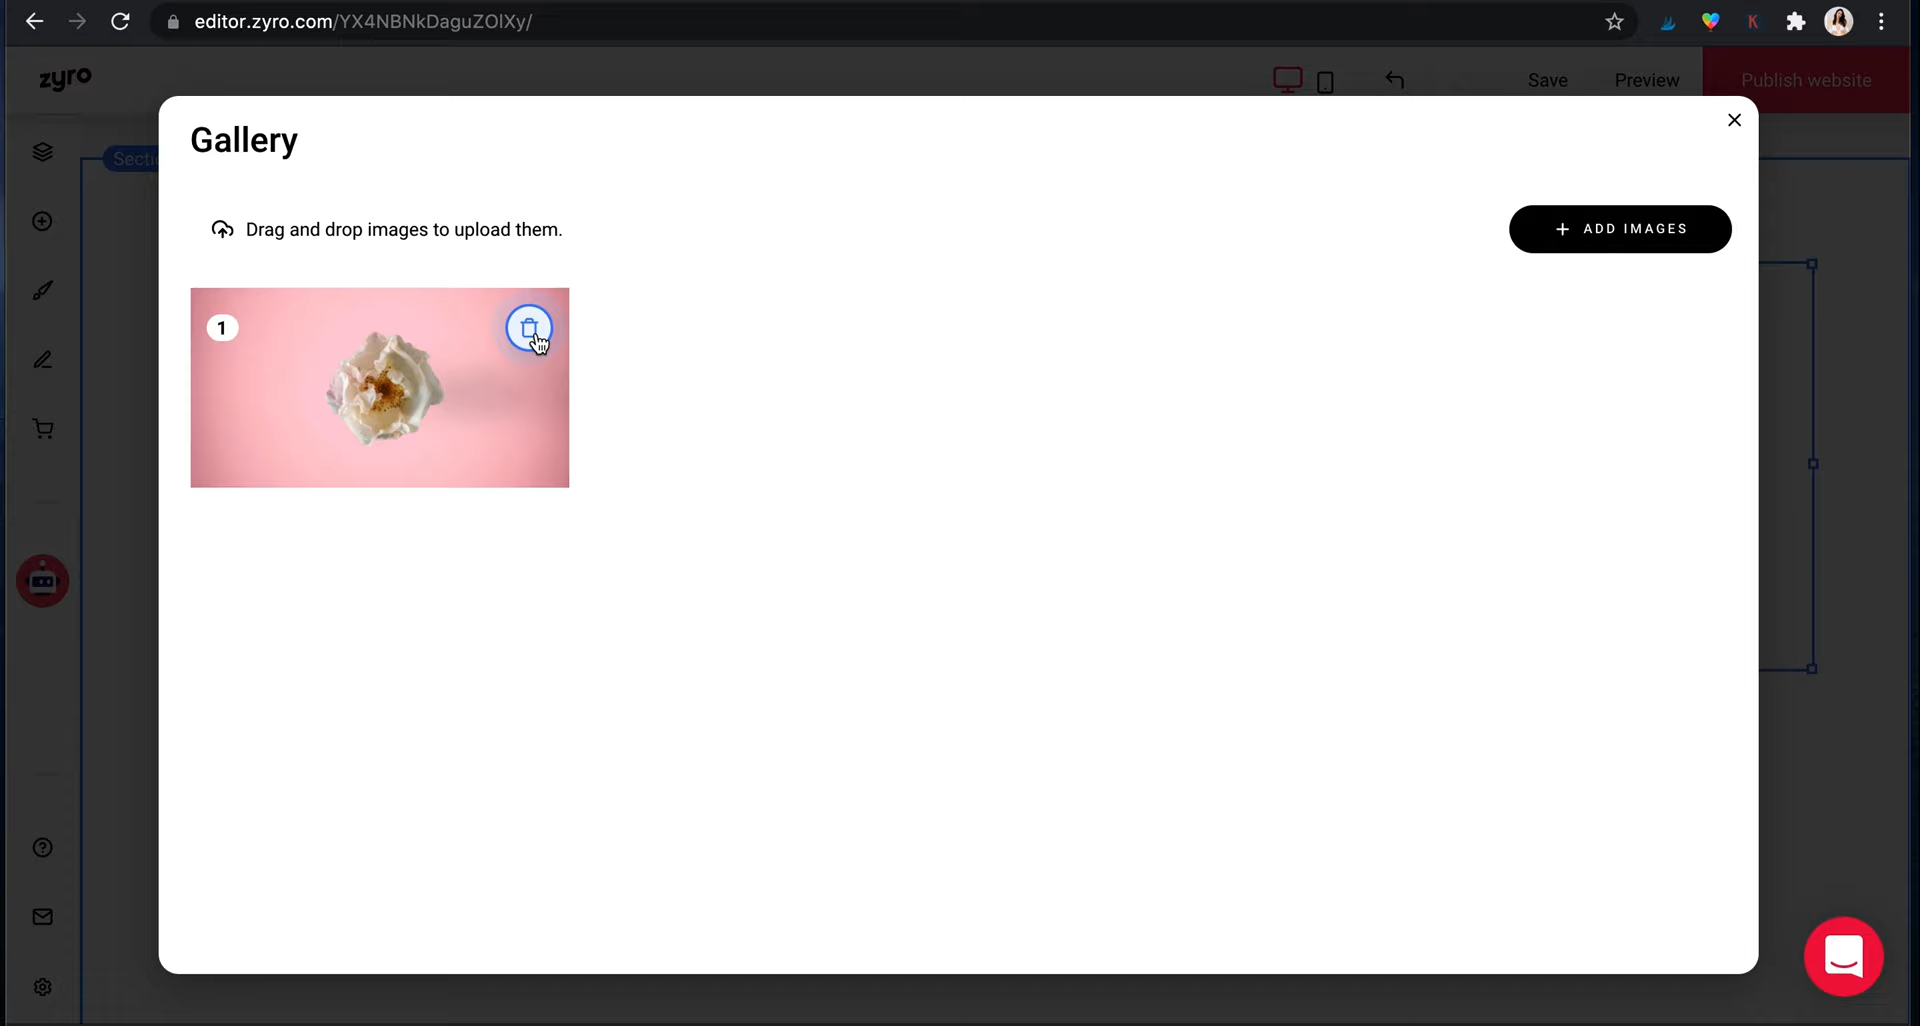 editor.zyro.com/YX4NBNkDaguZOlXy/
K
zyro
Save
Preview
Publish website
Secti
Gallery
Drag and drop images to upload them.
+ ADD IMAGES
1